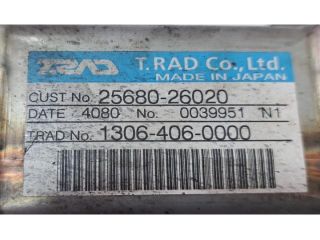 T.RAD T.RAD Co., Ltd.
MADE IN JAPAN
CUST No. 25680-26020
DATE 4080 No. 0039951 N1
TRAD No. 1306-406-0000